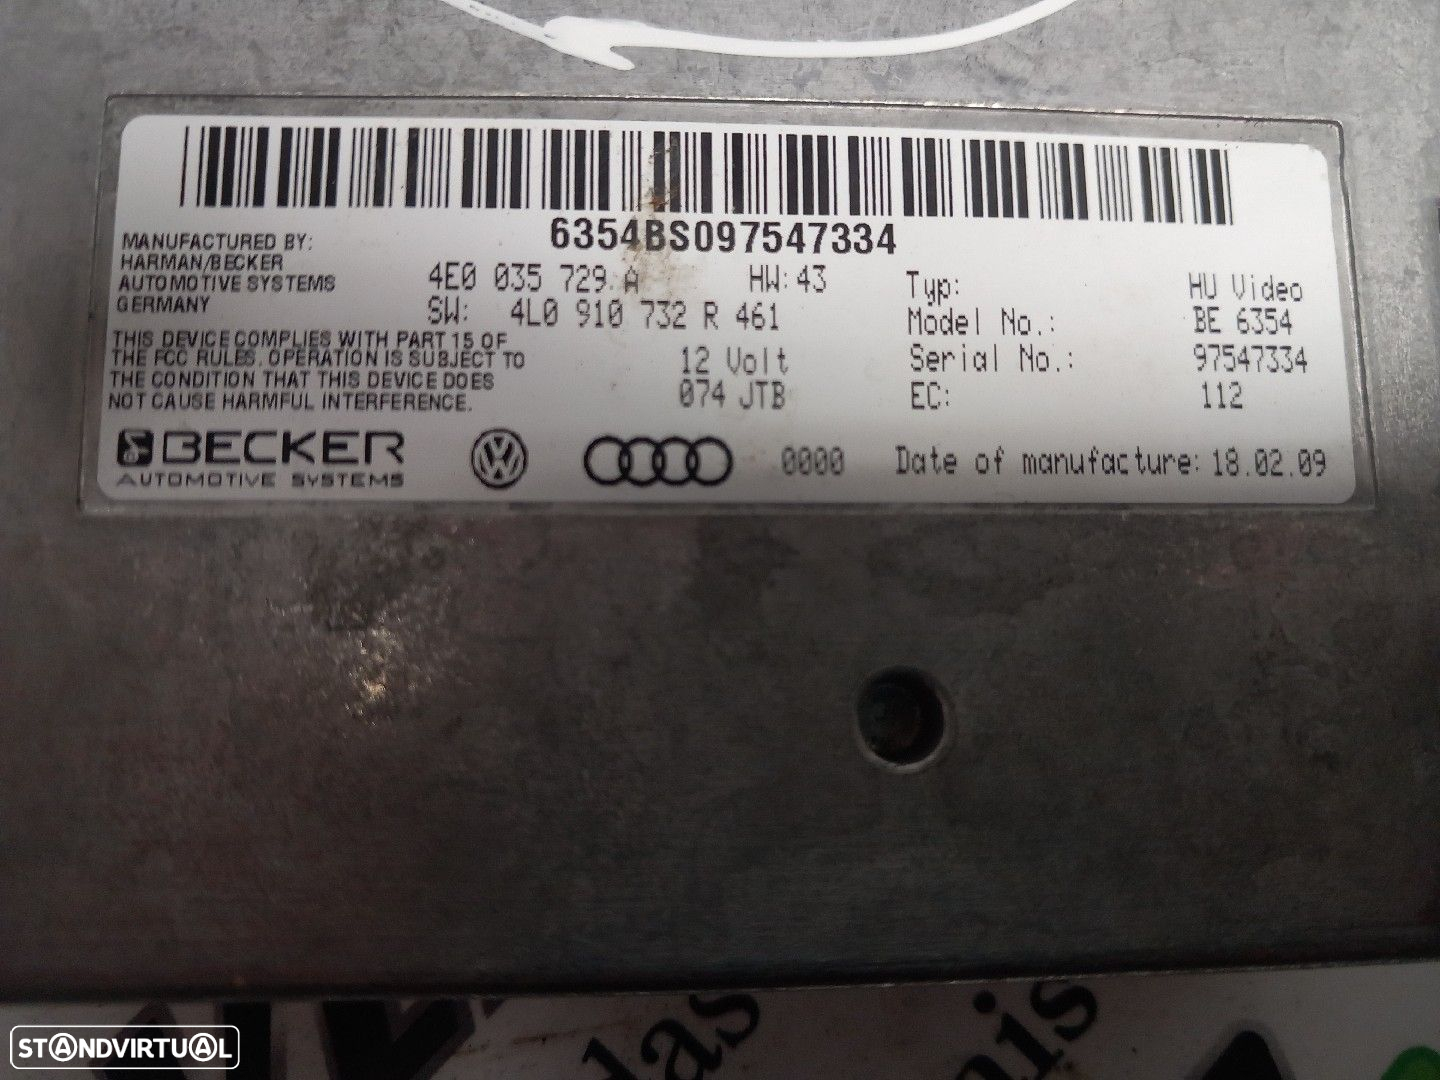 6354BS097547334
MANUFACTURED BY:
HARMAN/BECKER
AUTOMOTIVE SYSTEMS
GERMANY
4E0 035 729 A HW: 43
SW: 4L0 910 732 R 461
THIS DEVICE COMPLIES WITH PART 15 OF
THE FCC RULES. OPERATION IS SUBJECT TO
THE CONDITION THAT THIS DEVICE DOES
NOT CAUSE HARMFUL INTERFERENCE.
12 Volt
074 JTB
Typ: HU Video
Model No.: BE 6354
Serial No.: 97547334
EC: 112
BECKER
AUTOMOTIVE SYSTEMS
VW
0000
Date of manufacture: 18.02.09
das
STANDVIRTUAL